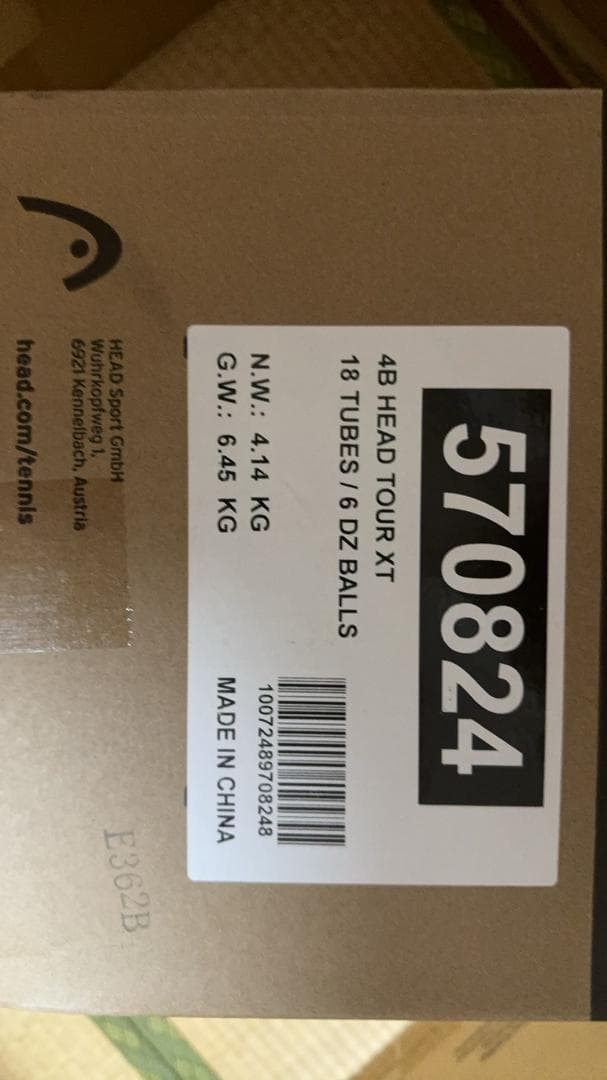 570824
4B HEAD TOUR XT
18 TUBES / 6 DZ BALLS
N.W.: 4.14 KG
G.W.: 6.45 KG
10072489708248
MADE IN CHINA
HEAD Sport GmbH
Wuhrkopfweg 1,
6921 Kennelbach, Austria
head.com/tennis
E362B